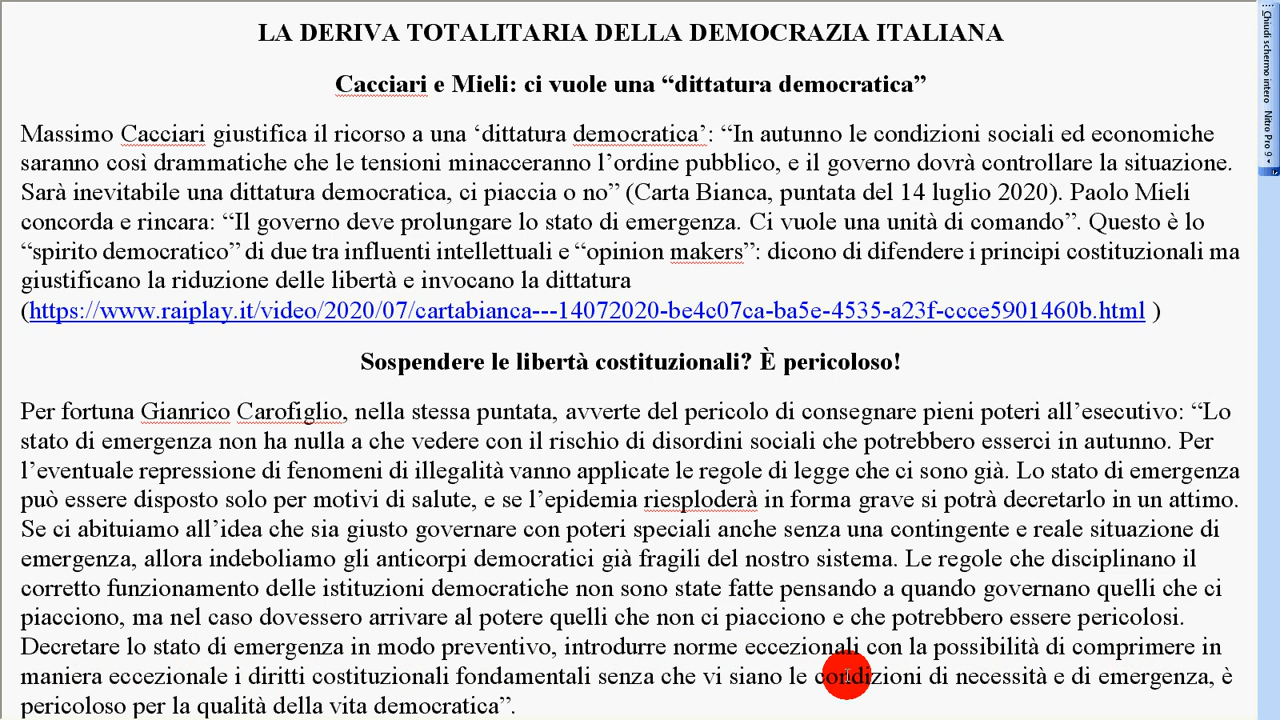 LA DERIVA TOTALITARIA DELLA DEMOCRAZIA ITALIANA
Cacciari e Mieli: ci vuole una “dittatura democratica”
Massimo Cacciari giustifica il ricorso a una ‘dittatura democratica’: “In autunno le condizioni sociali ed economiche
saranno così drammatiche che le tensioni minacceranno l’ordine pubblico, e il governo dovrà controllare la situazione.
Sarà inevitabile una dittatura democratica, ci piaccia o no” (Carta Bianca, puntata del 14 luglio 2020). Paolo Mieli
concorda e rincara: “Il governo deve prolungare lo stato di emergenza. Ci vuole una unità di comando”. Questo è lo
“spirito democratico” di due tra influenti intellettuali e “opinion makers”: dicono di difendere i principi costituzionali ma
giustificano la riduzione delle libertà e invocano la dittatura
(https://www.raiplay.it/video/2020/07/cartabianca---14072020-be4c07ca-ba5e-4535-a23f-ccce5901460b.html )
Sospendere le libertà costituzionali? È pericoloso!
Per fortuna Gianrico Carofiglio, nella stessa puntata, avverte del pericolo di consegnare pieni poteri all’esecutivo: “Lo
stato di emergenza non ha nulla a che vedere con il rischio di disordini sociali che potrebbero esserci in autunno. Per
l’eventuale repressione di fenomeni di illegalità vanno applicate le regole di legge che ci sono già. Lo stato di emergenza
può essere disposto solo per motivi di salute, e se l’epidemia riesploderà in forma grave si potrà decretarlo in un attimo.
Se ci abituiamo all’idea che sia giusto governare con poteri speciali anche senza una contingente e reale situazione di
emergenza, allora indeboliamo gli anticorpi democratici già fragili del nostro sistema. Le regole che disciplinano il
corretto funzionamento delle istituzioni democratiche non sono state fatte pensando a quando governano quelli che ci
piacciono, ma nel caso dovessero arrivare al potere quelli che non ci piacciono e che potrebbero essere pericolosi.
Decretare lo stato di emergenza in modo preventivo, introdurre norme eccezionali con la possibilità di comprimere in
maniera eccezionale i diritti costituzionali fondamentali senza che vi siano le condizioni di necessità e di emergenza, è
pericoloso per la qualità della vita democratica”.
Chiudi schermo intero
Nitro Pro 9